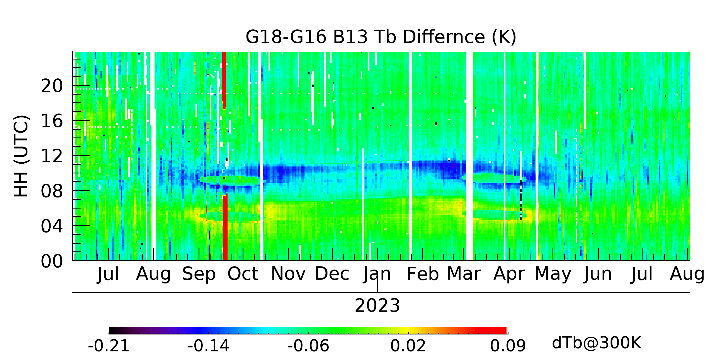 G18-G16 B13 Tb Differnce (K)
HH (UTC)
20
16
12
08
04
00
Jul Aug Sep Oct Nov Dec Jan Feb Mar Apr May Jun Jul Aug
2023
-0.21 -0.14 -0.06 0.02 0.09 dTb@300K